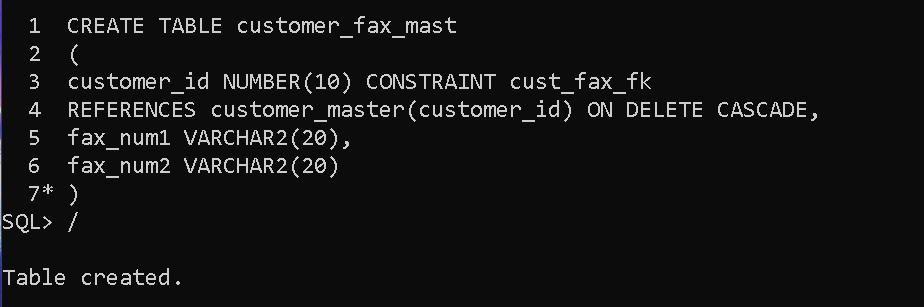 1 CREATE TABLE customer_fax_mast
2 (
3 customer_id NUMBER(10) CONSTRAINT cust_fax_fk
4 REFERENCES customer_master(customer_id) ON DELETE CASCADE,
5 fax_num1 VARCHAR2(20),
6 fax_num2 VARCHAR2(20)
7* )
SQL> /
Table created.